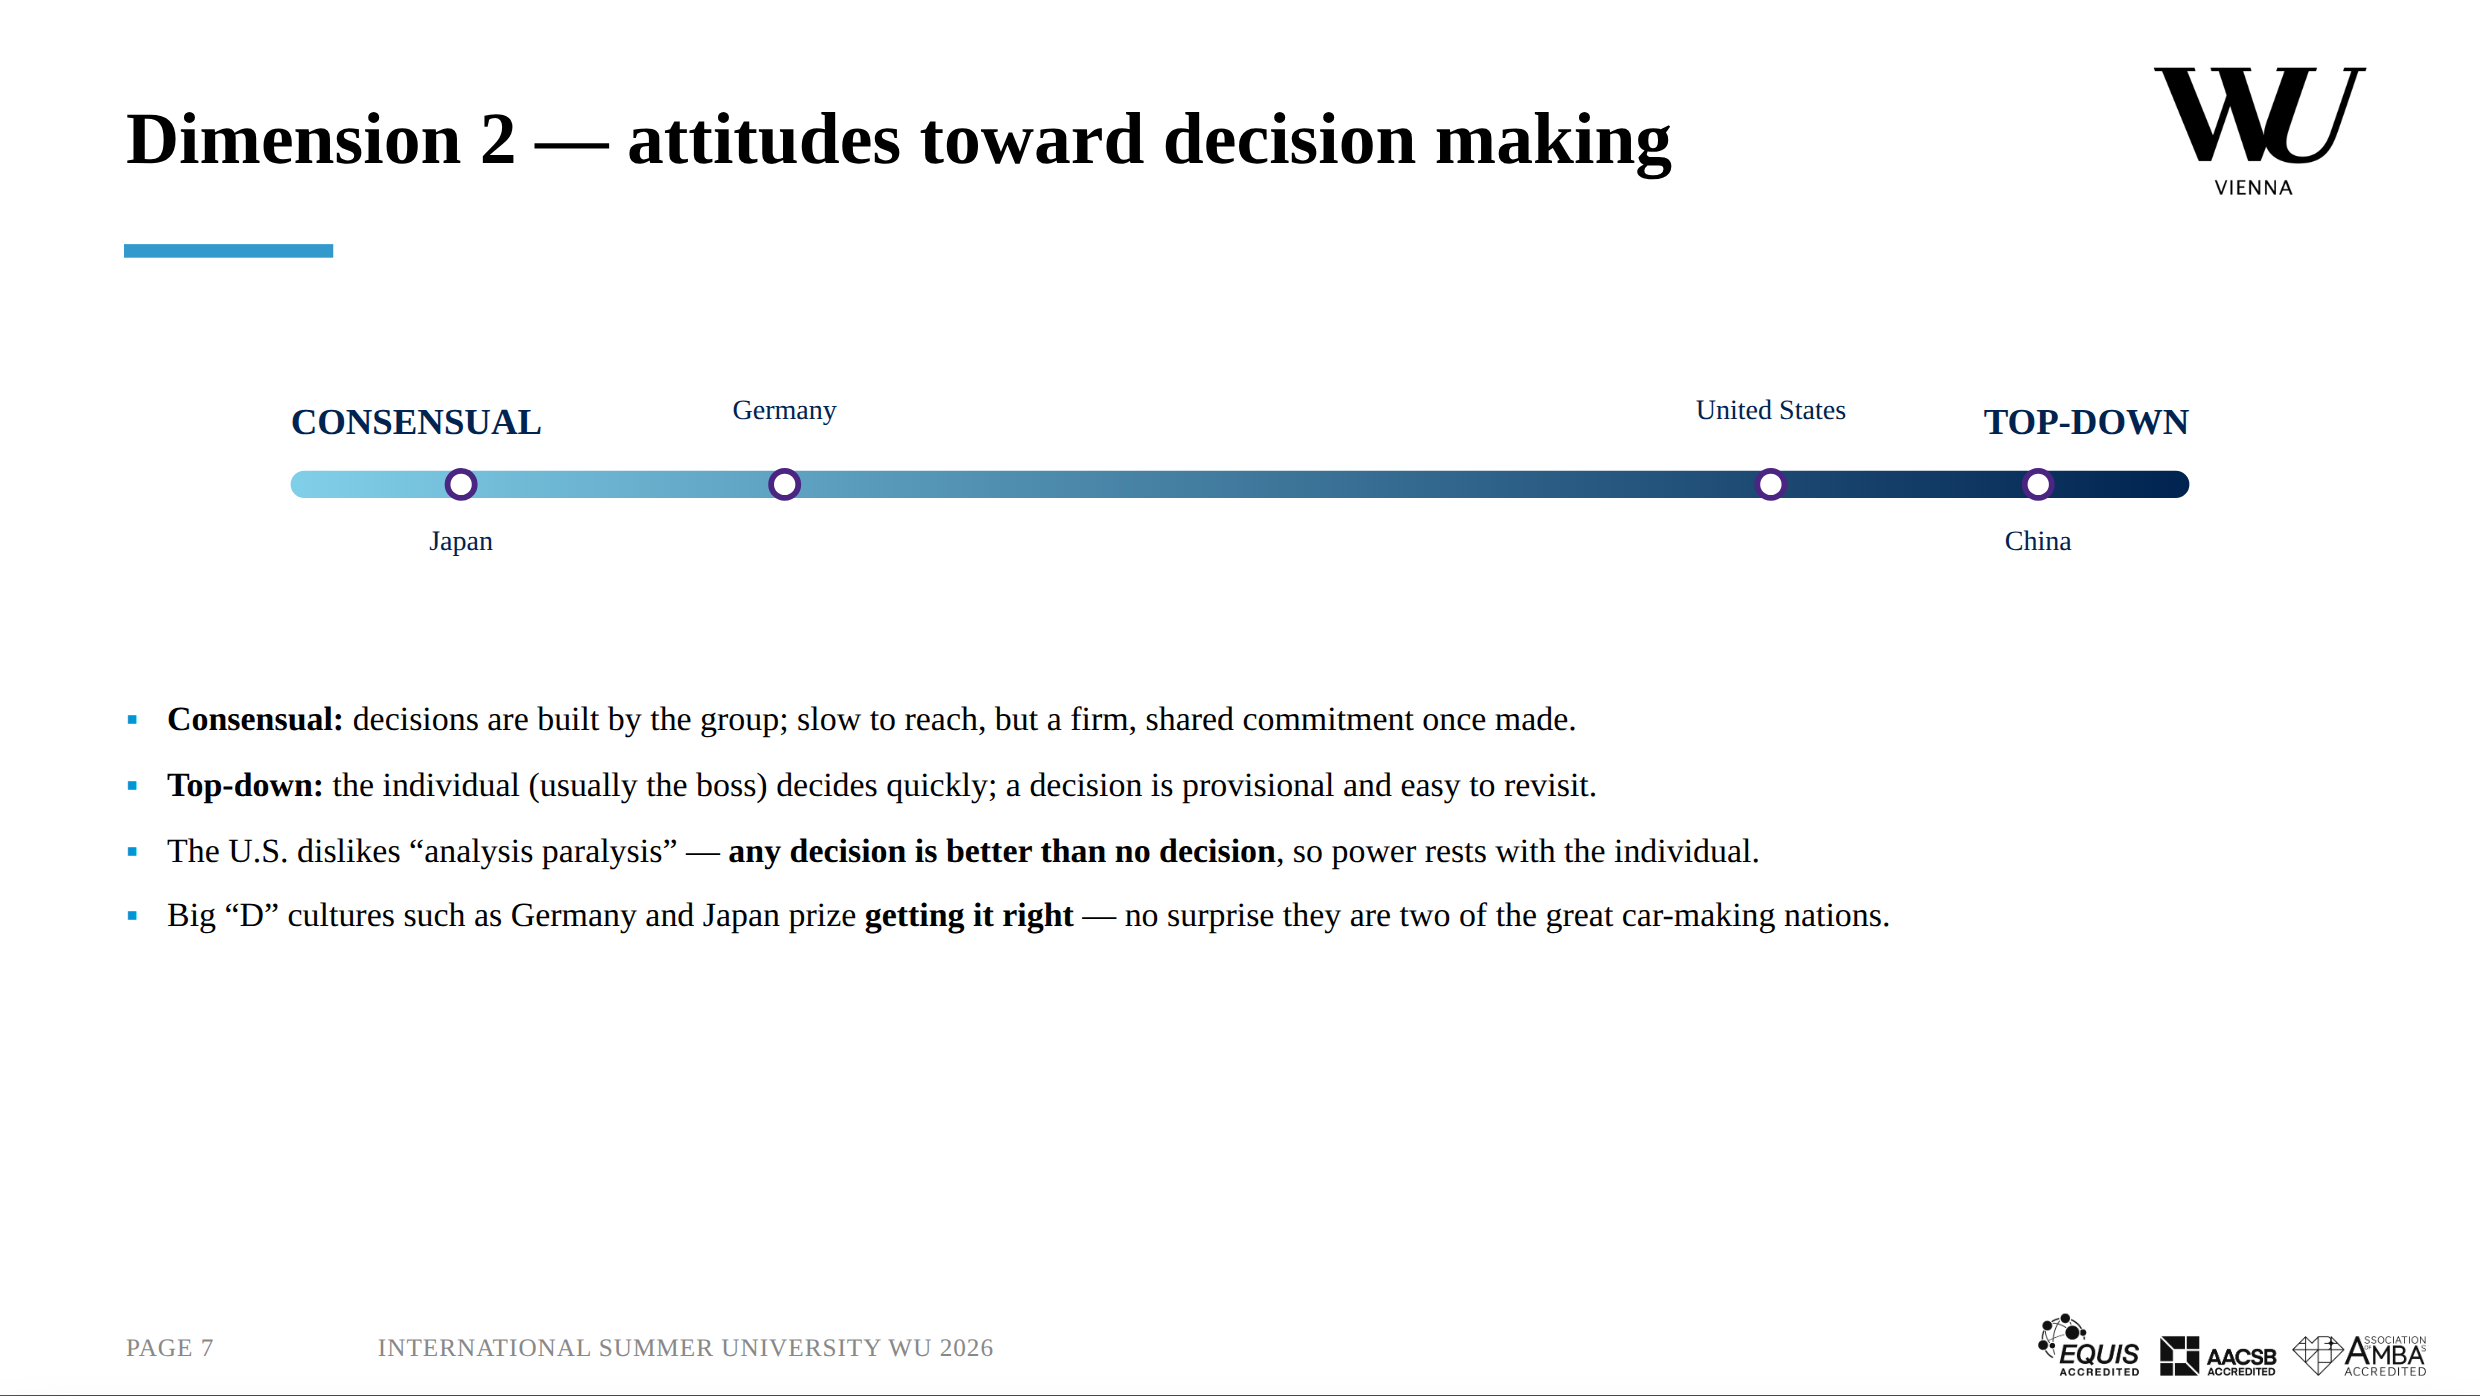 Dimension 2 — attitudes toward decision making
WU
VIENNA
CONSENSUAL
Germany
United States
TOP-DOWN
Japan
China
▪ Consensual: decisions are built by the group; slow to reach, but a firm, shared commitment once made.
▪ Top-down: the individual (usually the boss) decides quickly; a decision is provisional and easy to revisit.
▪ The U.S. dislikes “analysis paralysis” — any decision is better than no decision, so power rests with the individual.
▪ Big “D” cultures such as Germany and Japan prize getting it right — no surprise they are two of the great car-making nations.
PAGE 7
INTERNATIONAL SUMMER UNIVERSITY WU 2026
EQUIS
ACCREDITED
AACSB
ACCREDITED
ASSOCIATION
OF MBAS
ACCREDITED